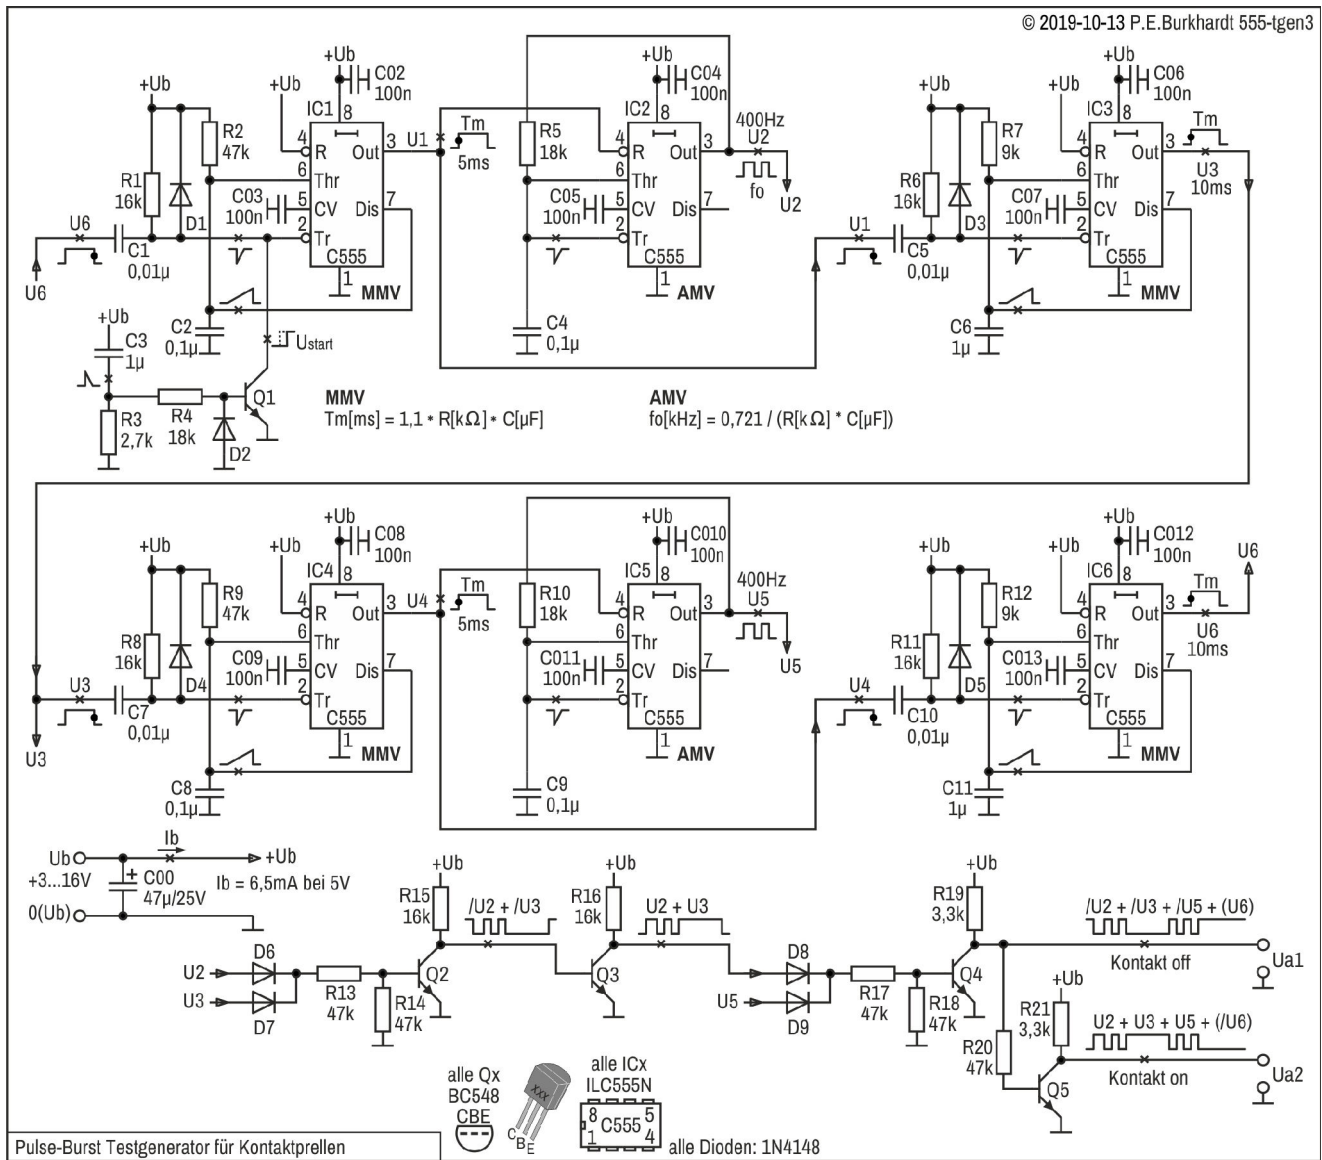 © 2019-10-13 P.E.Burkhardt 555-tgen3
+Ub
C02
100n
+Ub
+Ub
IC1
8
R2
47k
4
R
Out
3
U1
Tm
5ms
6
Thr
R1
16k
C03
100n
5
CV
Dis
7
D1
2
Tr
U6
C1
0,01µ
C555
1
MMV
U6
C2
0,1µ
+Ub
C3
1µ
Ustart
R3
2,7k
R4
18k
Q1
D2
+Ub
C04
100n
IC2
8
R5
18k
4
R
Out
3
400Hz
U2
fo
U2
6
Thr
C05
100n
5
CV
Dis
7
2
Tr
C555
1
AMV
C4
0,1µ
+Ub
C06
100n
+Ub
+Ub
IC3
8
R7
9k
4
R
Out
3
Tm
U3
10ms
6
Thr
R6
16k
C07
100n
5
CV
Dis
7
D3
2
Tr
U1
C5
0,01µ
C555
1
MMV
C6
1µ
MMV
Tm[ms] = 1,1 * R[kΩ] * C[µF]
AMV
fo[kHz] = 0,721 / (R[kΩ] * C[µF])
+Ub
C08
100n
+Ub
+Ub
IC4
8
R9
47k
4
R
Out
3
U4
Tm
5ms
6
Thr
R8
16k
C09
100n
5
CV
Dis
7
D4
2
Tr
U3
C7
0,01µ
C555
1
MMV
U3
C8
0,1µ
+Ub
C010
100n
IC5
8
R10
18k
4
R
Out
3
400Hz
U5
U5
6
Thr
C011
100n
5
CV
Dis
7
2
Tr
C555
1
AMV
C9
0,1µ
+Ub
C012
100n
+Ub
+Ub
IC6
8
R12
9k
4
R
Out
3
Tm
U6
10ms
U6
6
Thr
R11
16k
C013
100n
5
CV
Dis
7
D5
2
Tr
U4
C10
0,01µ
C555
1
MMV
C11
1µ
Ub
+3...16V
0(Ub)
Ib
+Ub
C00
47µ/25V
+
Ib = 6,5mA bei 5V
U2
U3
D6
D7
R13
47k
R14
47k
+Ub
R15
16k
Q2
/U2 + /U3
+Ub
R16
16k
Q3
U2 + U3
U5
D8
D9
R17
47k
R18
47k
+Ub
R19
3,3k
Q4
/U2 + /U3 + /U5 + (U6)
Kontakt off
Ua1
R20
47k
+Ub
R21
3,3k
Q5
U2 + U3 + U5 + (/U6)
Kontakt on
Ua2
alle Qx
BC548
CBE
XXX
C
B
E
alle ICx
ILC555N
8
5
C555
1
4
alle Dioden: 1N4148
Pulse-Burst Testgenerator für Kontaktprellen